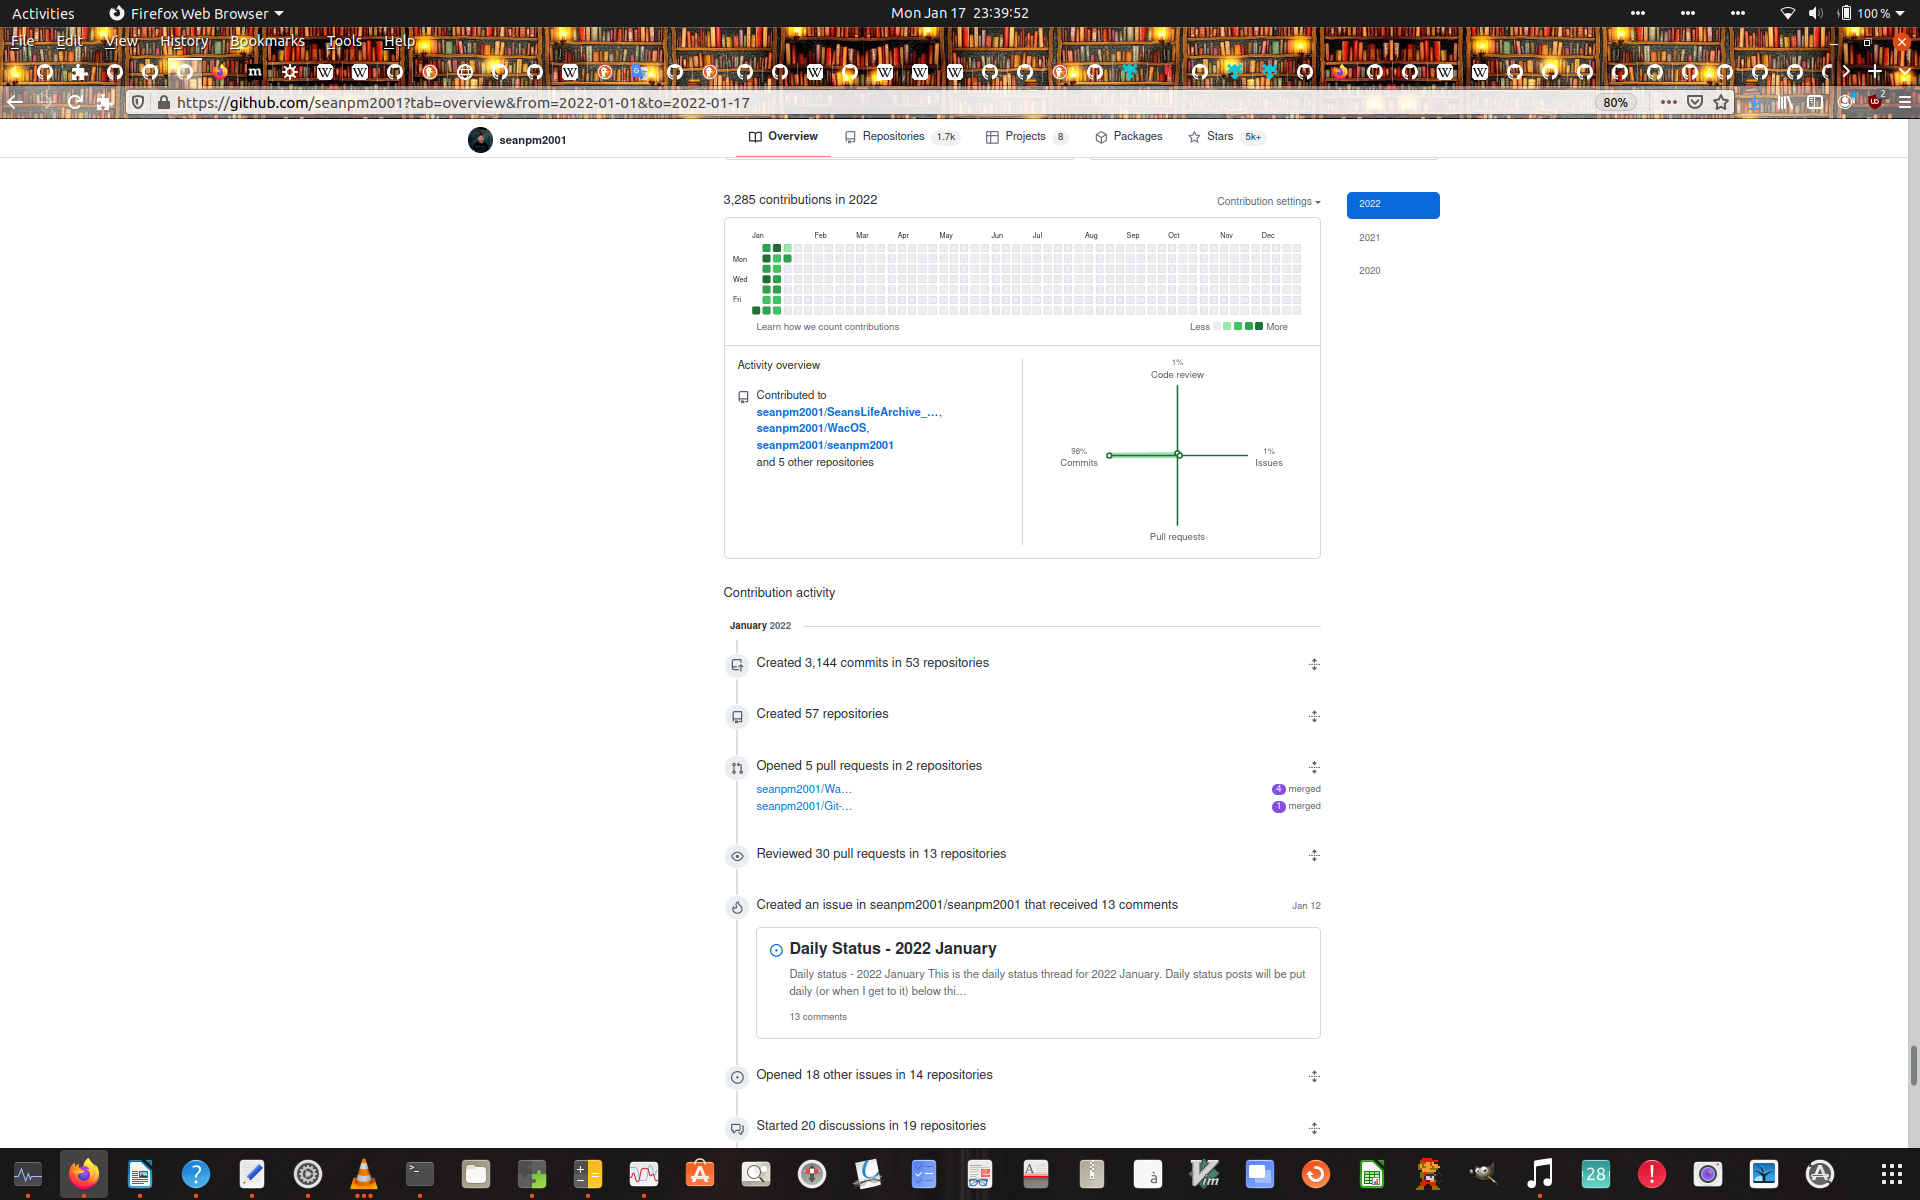 Activities
Firefox Web Browser
Mon Jan 17 23:39:52
100 %
File Edit View History Bookmarks Tools Help
https://github.com/seanpm2001?tab=overview&from=2022-01-01&to=2022-01-17
80%
2
seanpm2001
Overview
Repositories 1.7k
Projects 8
Packages
Stars 5k+
3,285 contributions in 2022
Contribution settings
2022
2021
2020
Jan Feb Mar Apr May Jun Jul Aug Sep Oct Nov Dec
Mon
Wed
Fri
Learn how we count contributions
Less More
Activity overview
Contributed to
seanpm2001/SeansLifeArchive_…,
seanpm2001/WacOS,
seanpm2001/seanpm2001
and 5 other repositories
1%
Code review
98%
Commits
1%
Issues
Pull requests
Contribution activity
January 2022
Created 3,144 commits in 53 repositories
Created 57 repositories
Opened 5 pull requests in 2 repositories
seanpm2001/Wa… 4 merged
seanpm2001/Git-… 1 merged
Reviewed 30 pull requests in 13 repositories
Created an issue in seanpm2001/seanpm2001 that received 13 comments Jan 12
Daily Status - 2022 January
Daily status - 2022 January This is the daily status thread for 2022 January. Daily status posts will be put
daily (or when I get to it) below thi…
13 comments
Opened 18 other issues in 14 repositories
Started 20 discussions in 19 repositories
28